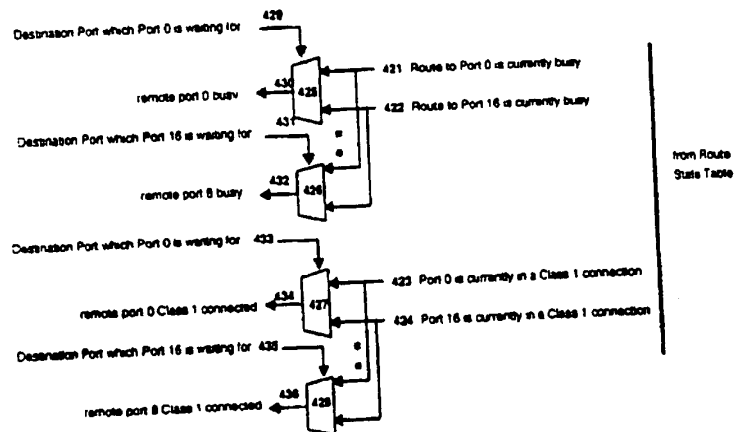 429
Destination Port which Port 0 is waiting for
421 Route to Port 0 is currently busy
430
425
remote port 0 busy
422 Route to Port 16 is currently busy
431
Destination Port which Port 16 is waiting for
from Route
State Table
432
426
remote port 8 busy
Destination Port which Port 0 is waiting for 433
423 Port 0 is currently in a Class 1 connection
434
427
remote port 0 Class 1 connected
424 Port 16 is currently in a Class 1 connection
Destination Port which Port 16 is waiting for 435
436
428
remote port 8 Class 1 connected